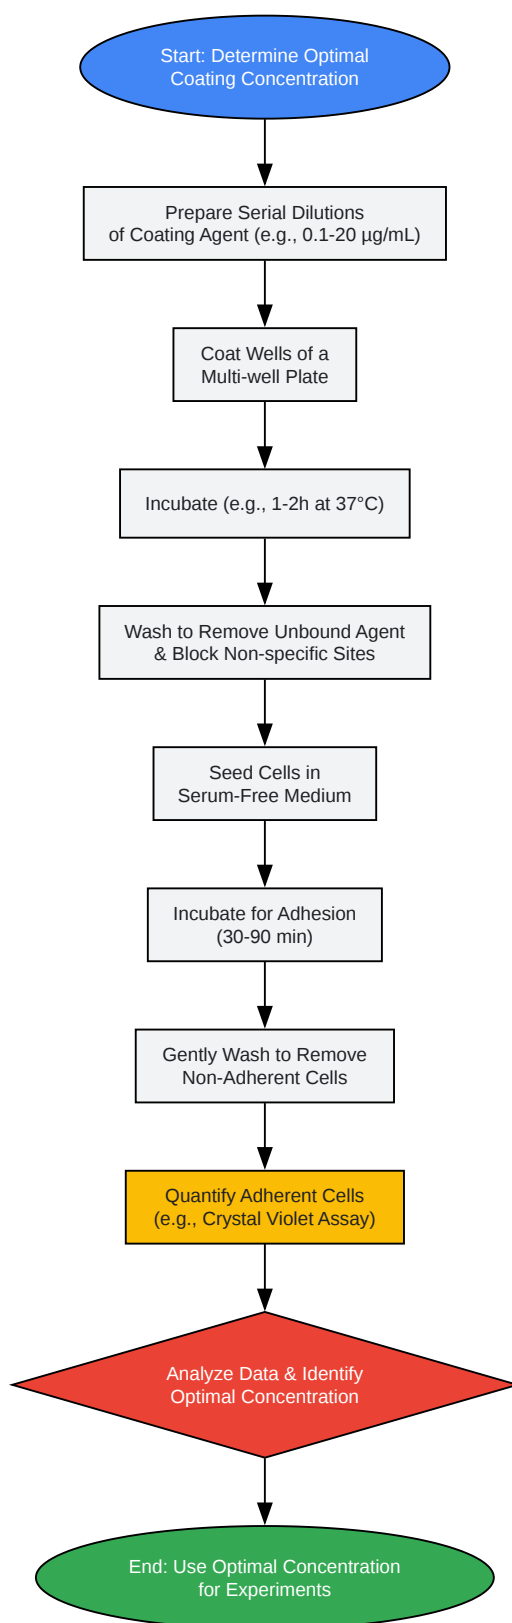 Start: Determine Optimal
Coating Concentration
Prepare Serial Dilutions
of Coating Agent (e.g., 0.1-20 µg/mL)
Coat Wells of a
Multi-well Plate
Incubate (e.g., 1-2h at 37°C)
Wash to Remove Unbound Agent
& Block Non-specific Sites
Seed Cells in
Serum-Free Medium
Incubate for Adhesion
(30-90 min)
Gently Wash to Remove
Non-Adherent Cells
Quantify Adherent Cells
(e.g., Crystal Violet Assay)
Analyze Data & Identify
Optimal Concentration
End: Use Optimal Concentration
for Experiments